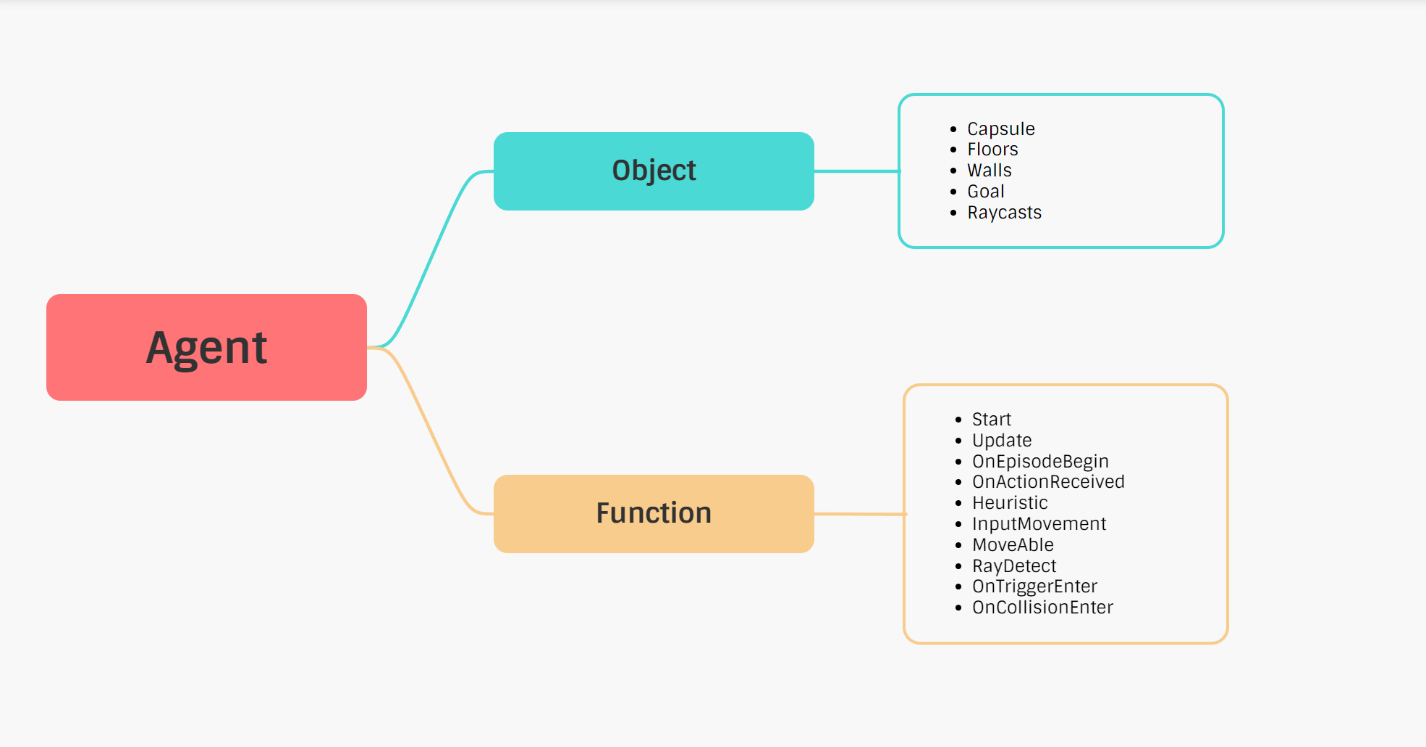 Agent
Object
• Capsule
• Floors
• Walls
• Goal
• Raycasts
Function
• Start
• Update
• OnEpisodeBegin
• OnActionReceived
• Heuristic
• InputMovement
• MoveAble
• RayDetect
• OnTriggerEnter
• OnCollisionEnter